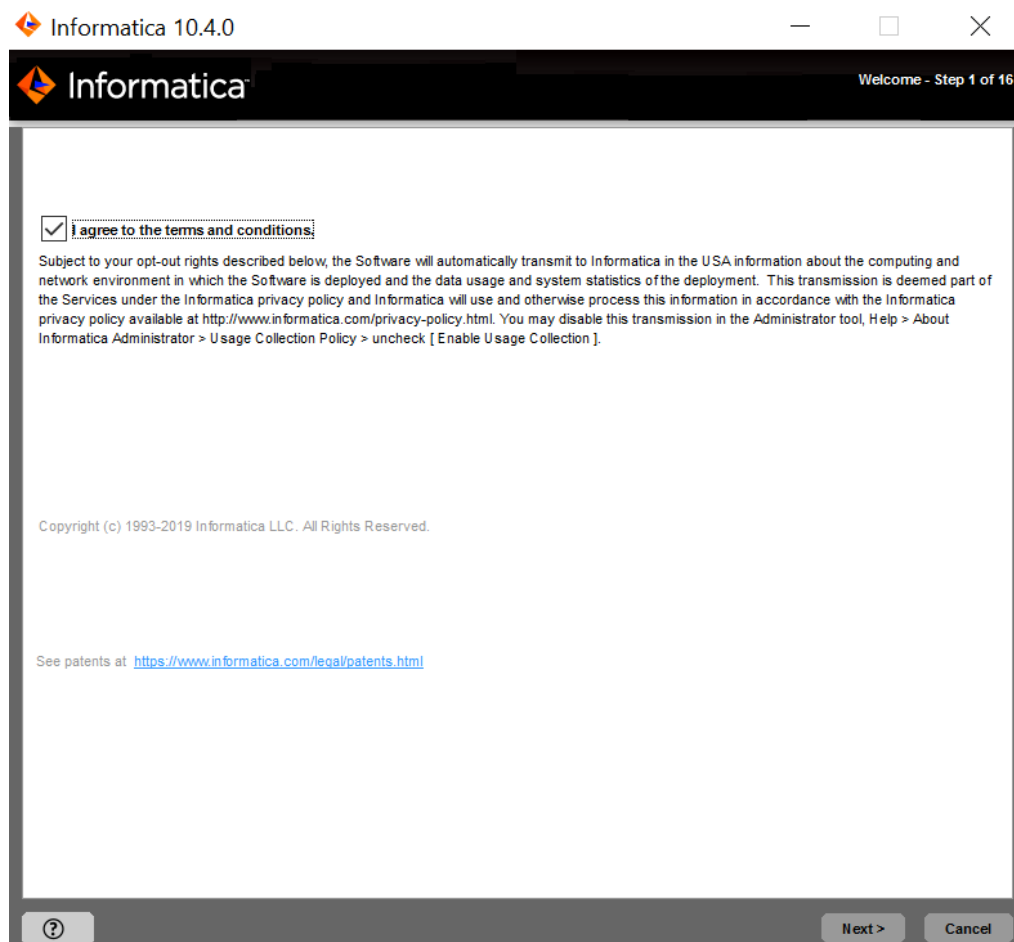 Informatica 10.4.0
Informatica
Welcome - Step 1 of 16
I agree to the terms and conditions.
Subject to your opt-out rights described below, the Software will automatically transmit to Informatica in the USA information about the computing and
network environment in which the Software is deployed and the data usage and system statistics of the deployment.  This transmission is deemed part of
the Services under the Informatica privacy policy and Informatica will use and otherwise process this information in accordance with the Informatica
privacy policy available at http://www.informatica.com/privacy-policy.html. You may disable this transmission in the Administrator tool, Help > About
Informatica Administrator > Usage Collection Policy > uncheck [ Enable Usage Collection ].
Copyright (c) 1993-2019 Informatica LLC. All Rights Reserved.
See patents at https://www.informatica.com/legal/patents.html
?
Next >
Cancel